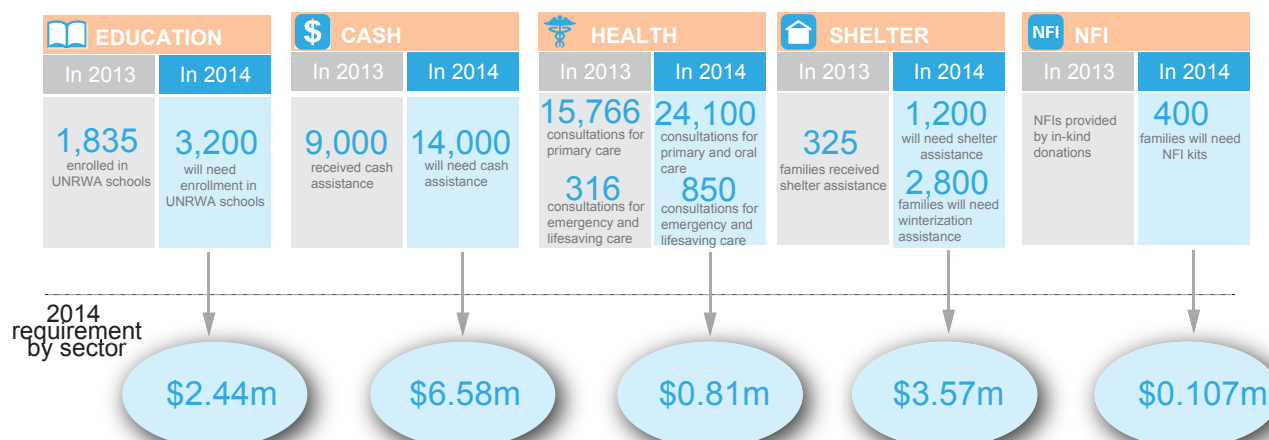 EDUCATION
In 2013
In 2014
1,835
enrolled in
UNRWA schools
3,200
will need
enrollment in
UNRWA schools
$
CASH
In 2013
In 2014
9,000
received cash
assistance
14,000
will need cash
assistance
HEALTH
In 2013
In 2014
15,766
consultations for
primary care
316
consultations for
emergency and
lifesaving care
24,100
consultations for
primary and oral
care
850
consultations for
emergency and
lifesaving care
SHELTER
In 2013
In 2014
325
families received
shelter assistance
1,200
will need shelter
assistance
2,800
families will need
winterization
assistance
NFI
NFI
In 2013
In 2014
NFIs provided
by in-kind
donations
400
families will need
NFI kits
2014
requirement
by sector
$2.44m
$6.58m
$0.81m
$3.57m
$0.107m